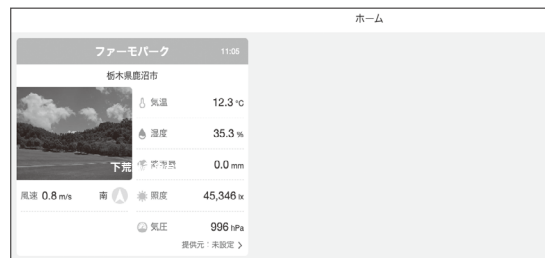 ホーム
ファーモパーク 11:05
栃木県鹿沼市
気温 12.3 ℃
湿度 35.3 %
下荒
0.0 mm
風速 0.8 m/s 南
照度 45,346 lx
気圧 996 hPa
提供元：未設定 >